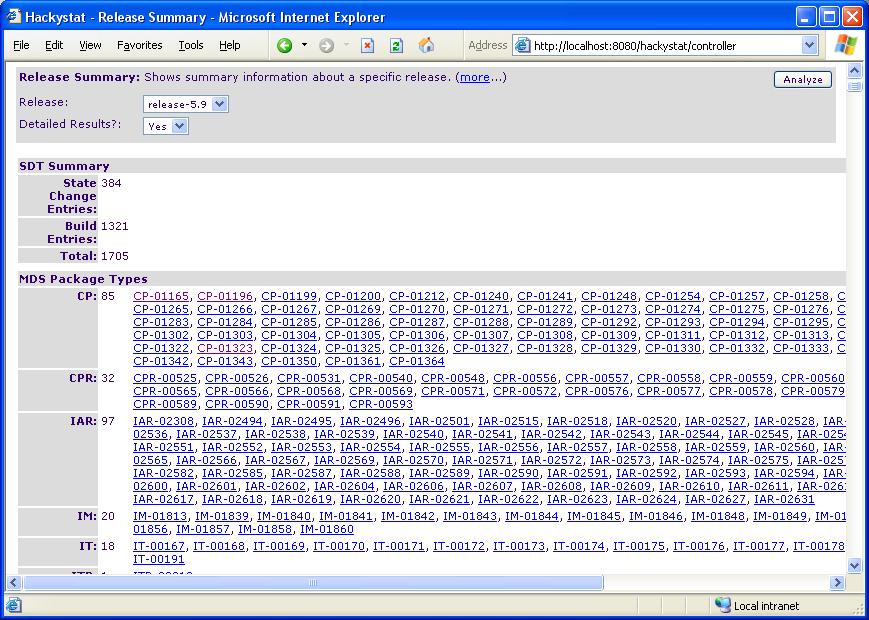 Hackystat - Release Summary - Microsoft Internet Explorer
File Edit View Favorites Tools Help Address http://localhost:8080/hackystat/controller
Release Summary: Shows summary information about a specific release. (more...) Analyze
Release: release-5.9
Detailed Results?: Yes
SDT Summary
State 384
Change
Entries:
Build 1321
Entries:
Total: 1705
MDS Package Types
CP: 85 CP-01165, CP-01196, CP-01199, CP-01200, CP-01212, CP-01240, CP-01241, CP-01248, CP-01254, CP-01257, CP-01258,
CP-01265, CP-01266, CP-01267, CP-01269, CP-01270, CP-01271, CP-01272, CP-01273, CP-01274, CP-01275, CP-01276,
CP-01283, CP-01284, CP-01285, CP-01286, CP-01287, CP-01288, CP-01289, CP-01292, CP-01293, CP-01294, CP-01295,
CP-01302, CP-01303, CP-01304, CP-01305, CP-01306, CP-01307, CP-01308, CP-01309, CP-01311, CP-01312, CP-01313,
CP-01322, CP-01323, CP-01324, CP-01325, CP-01326, CP-01327, CP-01328, CP-01329, CP-01330, CP-01332, CP-01333,
CP-01342, CP-01343, CP-01350, CP-01361, CP-01364
CPR: 32 CPR-00525, CPR-00526, CPR-00531, CPR-00540, CPR-00548, CPR-00556, CPR-00557, CPR-00558, CPR-00559, CPR-00560
CPR-00565, CPR-00566, CPR-00568, CPR-00569, CPR-00571, CPR-00572, CPR-00576, CPR-00577, CPR-00578, CPR-00579
CPR-00589, CPR-00590, CPR-00591, CPR-00593
IAR: 97 IAR-02308, IAR-02494, IAR-02495, IAR-02496, IAR-02501, IAR-02515, IAR-02518, IAR-02520, IAR-02527, IAR-02528, IAR-
02536, IAR-02537, IAR-02538, IAR-02539, IAR-02540, IAR-02541, IAR-02542, IAR-02543, IAR-02544, IAR-02545,
IAR-02551, IAR-02552, IAR-02553, IAR-02554, IAR-02555, IAR-02556, IAR-02557, IAR-02558, IAR-02559, IAR-02560, IAR-
02565, IAR-02566, IAR-02567, IAR-02569, IAR-02570, IAR-02571, IAR-02572, IAR-02573, IAR-02574, IAR-02575,
IAR-02582, IAR-02585, IAR-02587, IAR-02588, IAR-02589, IAR-02590, IAR-02591, IAR-02592, IAR-02593, IAR-02594, IAR-
02600, IAR-02601, IAR-02602, IAR-02604, IAR-02606, IAR-02607, IAR-02608, IAR-02609, IAR-02610, IAR-02611,
IAR-02617, IAR-02618, IAR-02619, IAR-02620, IAR-02621, IAR-02622, IAR-02623, IAR-02624, IAR-02627, IAR-02631
IM: 20 IM-01813, IM-01839, IM-01840, IM-01841, IM-01842, IM-01843, IM-01844, IM-01845, IM-01846, IM-01848, IM-01849,
01856, IM-01857, IM-01858, IM-01860
IT: 18 IT-00167, IT-00168, IT-00169, IT-00170, IT-00171, IT-00172, IT-00173, IT-00174, IT-00175, IT-00176, IT-00177, IT-00178
IT-00191
Local intranet